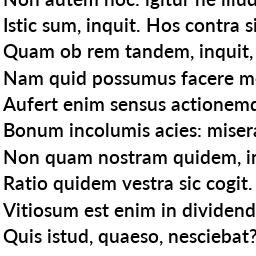 Non autem hoc: igitur ne illud
Istic sum, inquit. Hos contra si
Quam ob rem tandem, inquit,
Nam quid possumus facere m
Aufert enim sensus actionemq
Bonum incolumis acies: misera
Non quam nostram quidem, in
Ratio quidem vestra sic cogit.
Vitiosum est enim in dividend
Quis istud, quaeso, nesciebat?